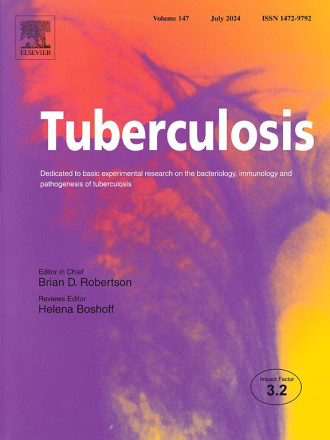 ELSEVIER
Volume 147
July 2024
ISSN 1472-9792
Tuberculosis
Dedicated to basic experimental research on the bacteriology, immunology and
pathogenesis of tuberculosis
Editor in Chief
Brian D. Robertson
Reviews Editor
Helena Boshoff
Impact Factor
3.2